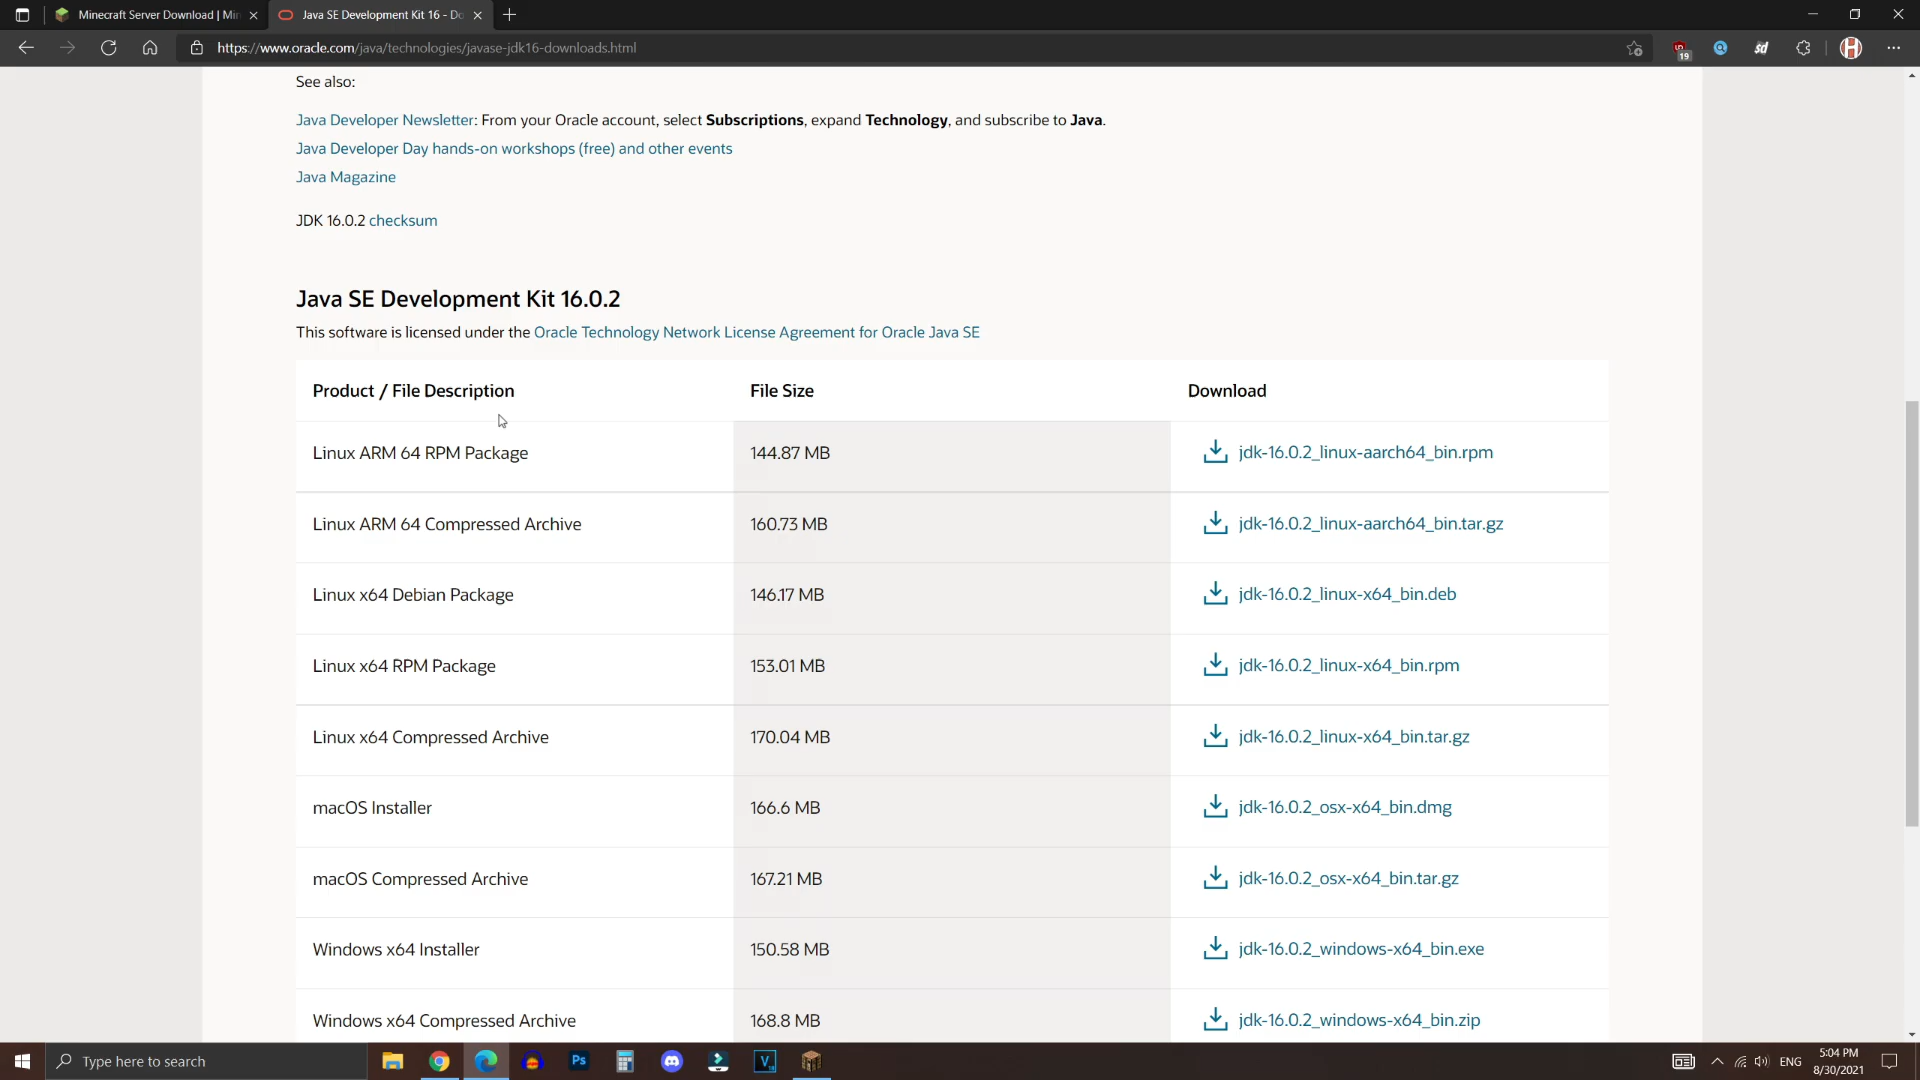 Minecraft Server Download | Min
Java SE Development Kit 16 - Do
https://www.oracle.com/java/technologies/javase-jdk16-downloads.html
19
See also:
Java Developer Newsletter: From your Oracle account, select Subscriptions, expand Technology, and subscribe to Java.
Java Developer Day hands-on workshops (free) and other events
Java Magazine
JDK 16.0.2 checksum
Java SE Development Kit 16.0.2
This software is licensed under the Oracle Technology Network License Agreement for Oracle Java SE
Product / File Description File Size Download
Linux ARM 64 RPM Package 144.87 MB jdk-16.0.2_linux-aarch64_bin.rpm
Linux ARM 64 Compressed Archive 160.73 MB jdk-16.0.2_linux-aarch64_bin.tar.gz
Linux x64 Debian Package 146.17 MB jdk-16.0.2_linux-x64_bin.deb
Linux x64 RPM Package 153.01 MB jdk-16.0.2_linux-x64_bin.rpm
Linux x64 Compressed Archive 170.04 MB jdk-16.0.2_linux-x64_bin.tar.gz
macOS Installer 166.6 MB jdk-16.0.2_osx-x64_bin.dmg
macOS Compressed Archive 167.21 MB jdk-16.0.2_osx-x64_bin.tar.gz
Windows x64 Installer 150.58 MB jdk-16.0.2_windows-x64_bin.exe
Windows x64 Compressed Archive 168.8 MB jdk-16.0.2_windows-x64_bin.zip
Type here to search
Ps
V
ENG
5:04 PM
8/30/2021